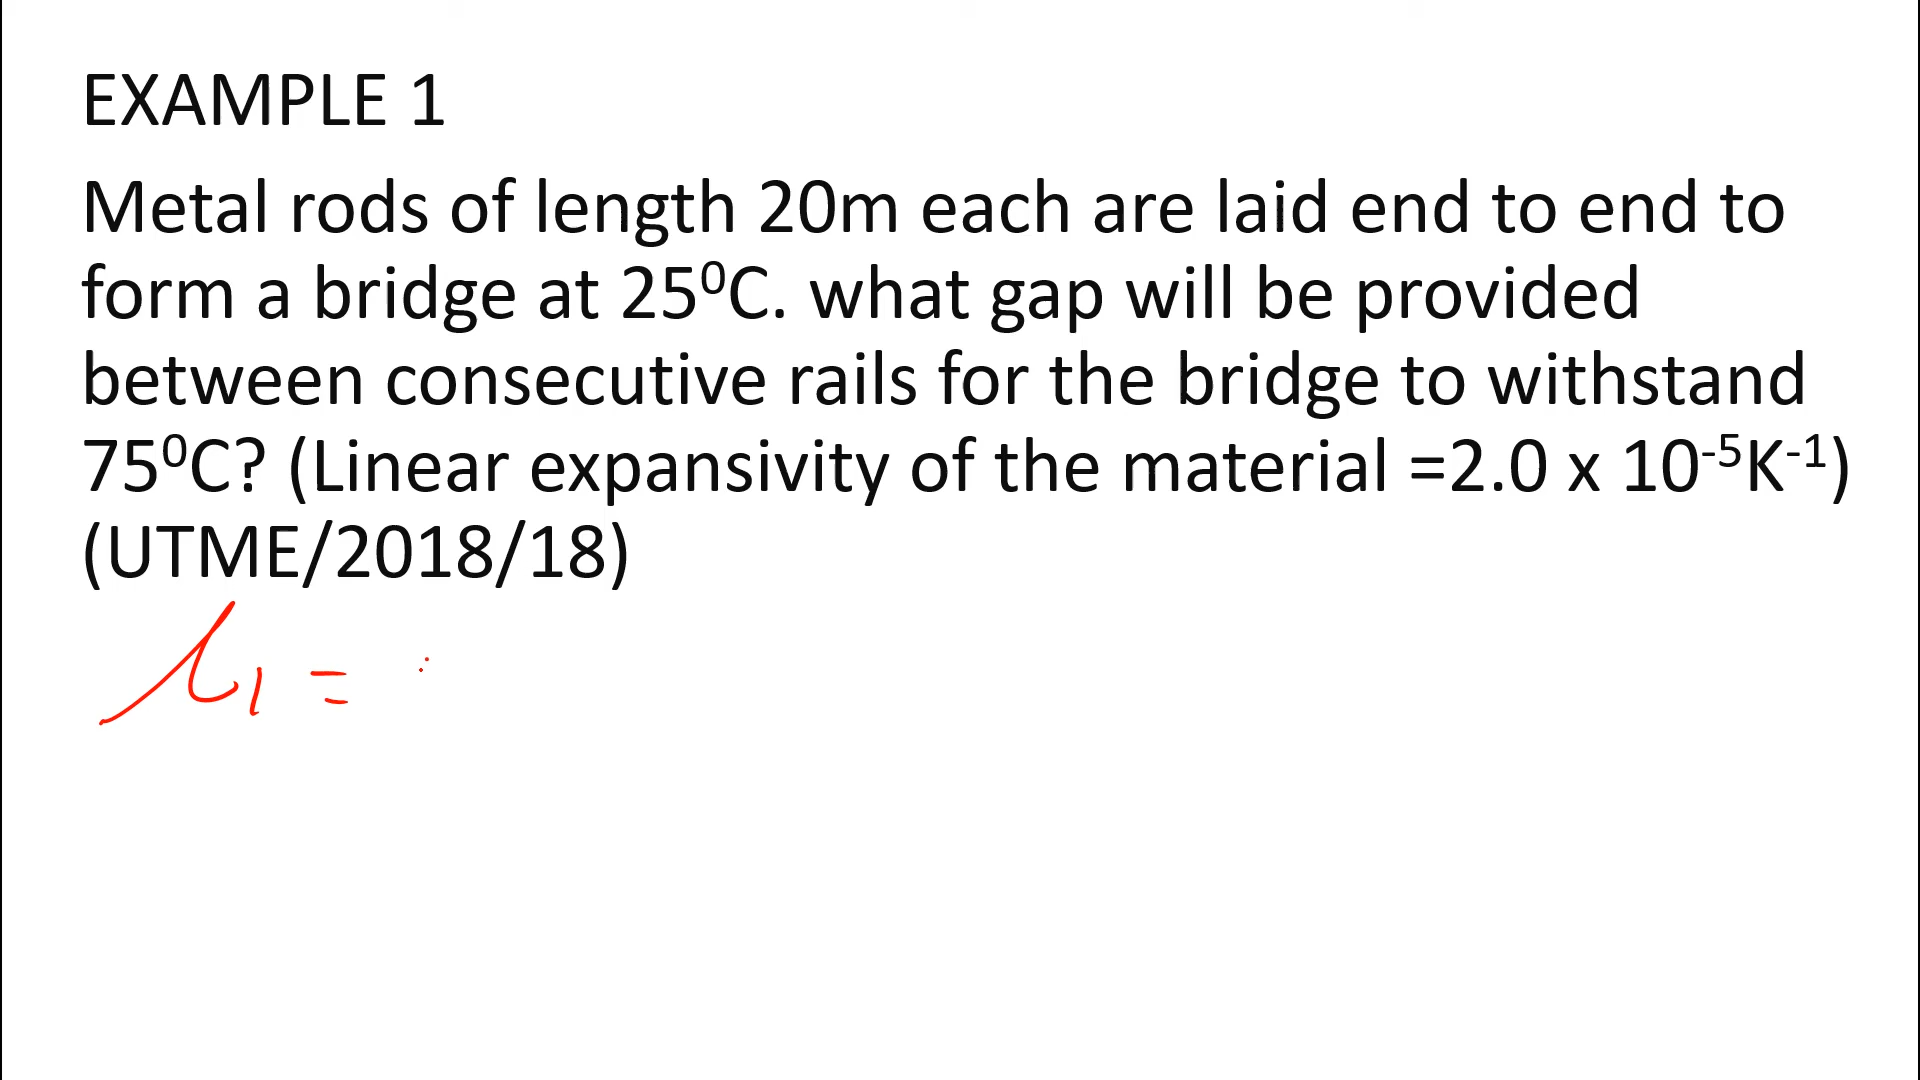 EXAMPLE 1
Metal rods of length 20m each are laid end to end to
form a bridge at 25⁰C. what gap will be provided
between consecutive rails for the bridge to withstand
75⁰C? (Linear expansivity of the material =2.0 x 10⁻⁵K⁻¹)
(UTME/2018/18)
l₁ =